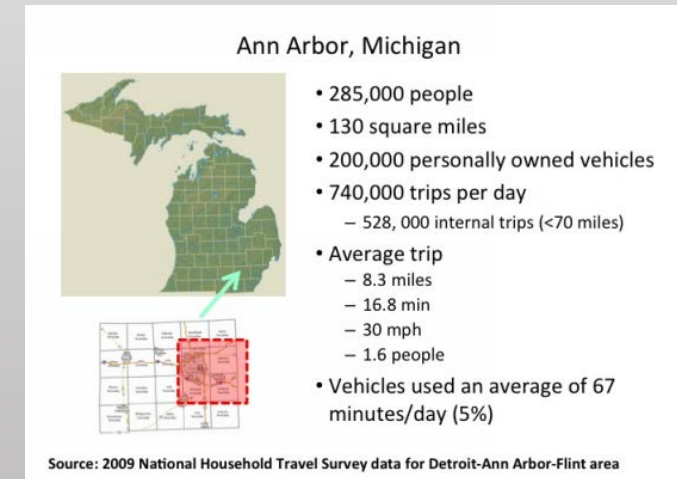 Ann Arbor, Michigan
• 285,000 people
• 130 square miles
• 200,000 personally owned vehicles
• 740,000 trips per day
– 528, 000 internal trips (<70 miles)
• Average trip
– 8.3 miles
– 16.8 min
– 30 mph
– 1.6 people
• Vehicles used an average of 67
minutes/day (5%)
Source: 2009 National Household Travel Survey data for Detroit-Ann Arbor-Flint area